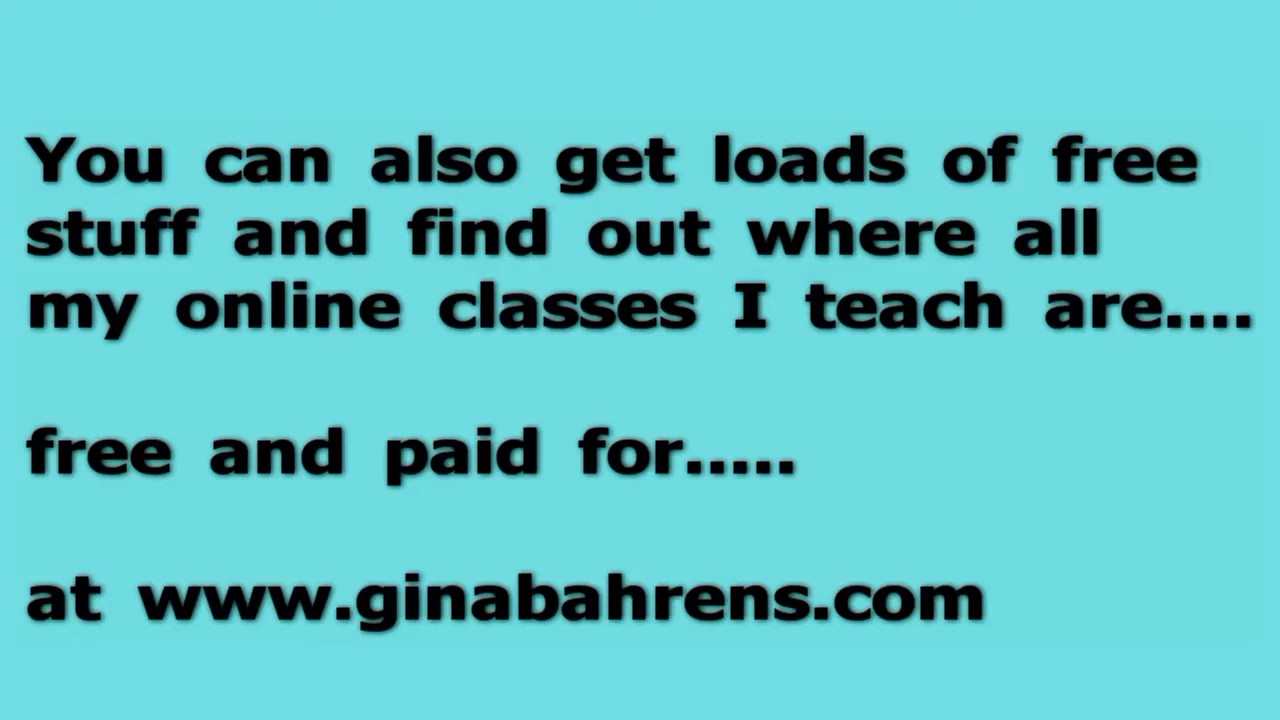 You can also get loads of free
stuff and find out where all
my online classes I teach are....
free and paid for.....
at www.ginabahrens.com